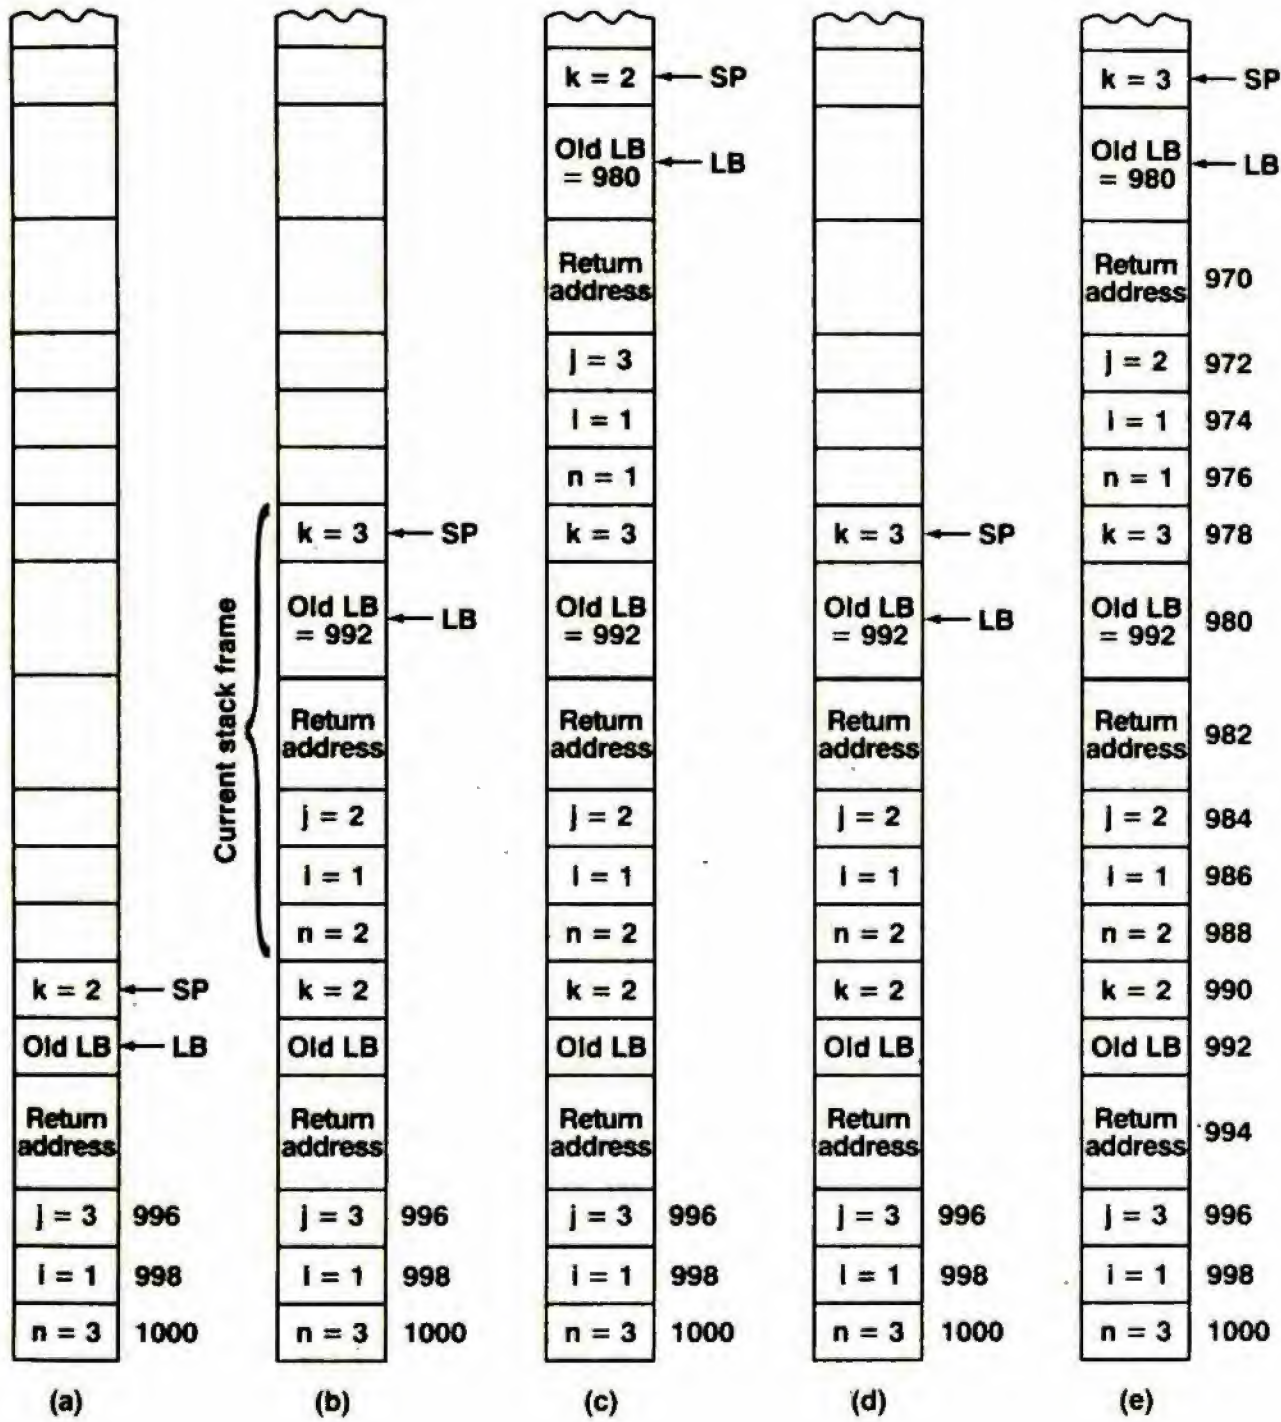 k = 2 SP
Old LB LB
Return
address
j = 3 996
i = 1 998
n = 3 1000
(a)
Current stack frame
k = 3 SP
Old LB LB
= 992
Return
address
j = 2
i = 1
n = 2
k = 2
Old LB
Return
address
j = 3 996
i = 1 998
n = 3 1000
(b)
k = 2 SP
Old LB LB
= 980
Return
address
j = 3
i = 1
n = 1
k = 3
Old LB
= 992
Return
address
j = 2
i = 1
n = 2
k = 2
Old LB
Return
address
j = 3 996
i = 1 998
n = 3 1000
(c)
k = 3 SP
Old LB LB
= 992
Return
address
j = 2
i = 1
n = 2
k = 2
Old LB
Return
address
j = 3 996
i = 1 998
n = 3 1000
(d)
k = 3 SP
Old LB LB
= 980
Return
address 970
j = 2 972
i = 1 974
n = 1 976
k = 3 978
Old LB
= 992 980
Return
address 982
j = 2 984
i = 1 986
n = 2 988
k = 2 990
Old LB 992
Return
address 994
j = 3 996
i = 1 998
n = 3 1000
(e)